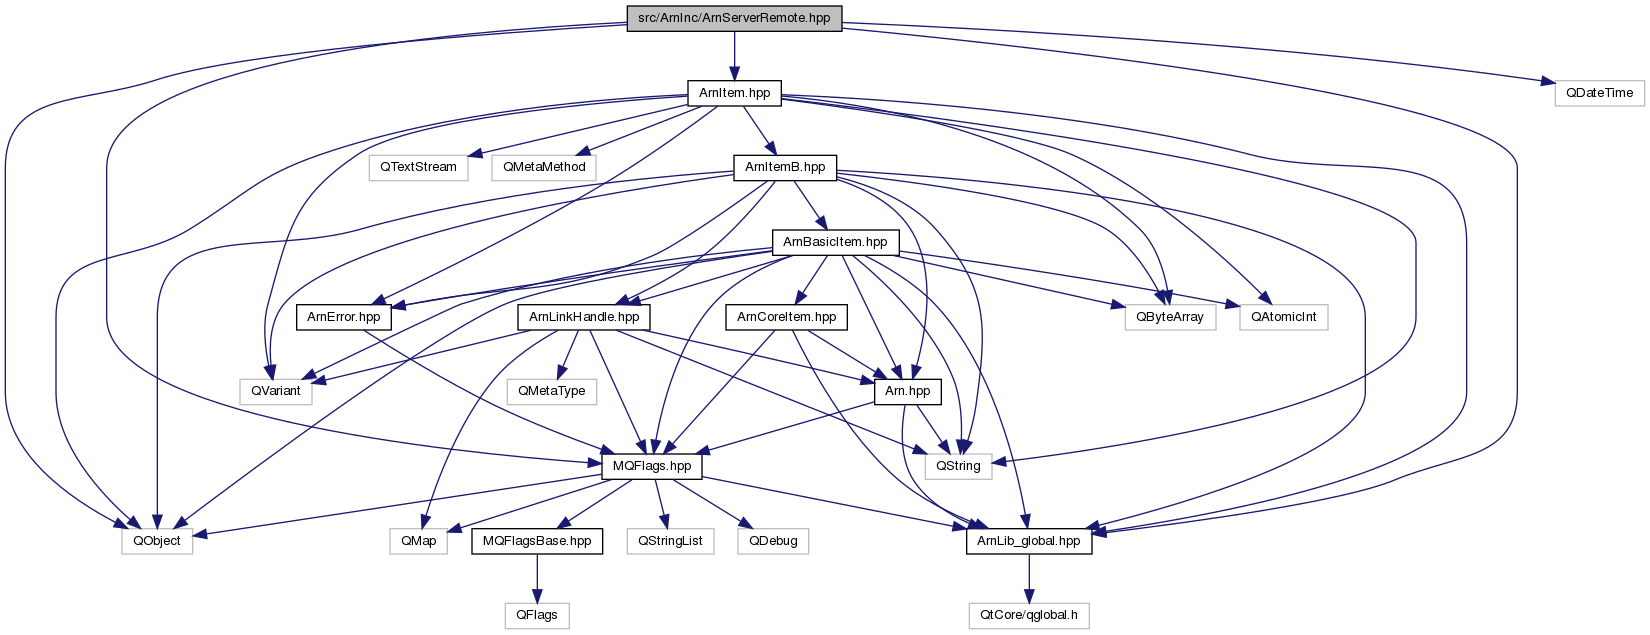 src/ArnInc/ArnServerRemote.hpp
ArnItem.hpp
QDateTime
QTextStream
QMetaMethod
ArnItemB.hpp
ArnBasicItem.hpp
ArnError.hpp
ArnLinkHandle.hpp
ArnCoreItem.hpp
QByteArray
QAtomicInt
QVariant
QMetaType
Arn.hpp
MQFlags.hpp
QString
QObject
QMap
MQFlagsBase.hpp
QStringList
QDebug
ArnLib_global.hpp
QFlags
QtCore/qglobal.h